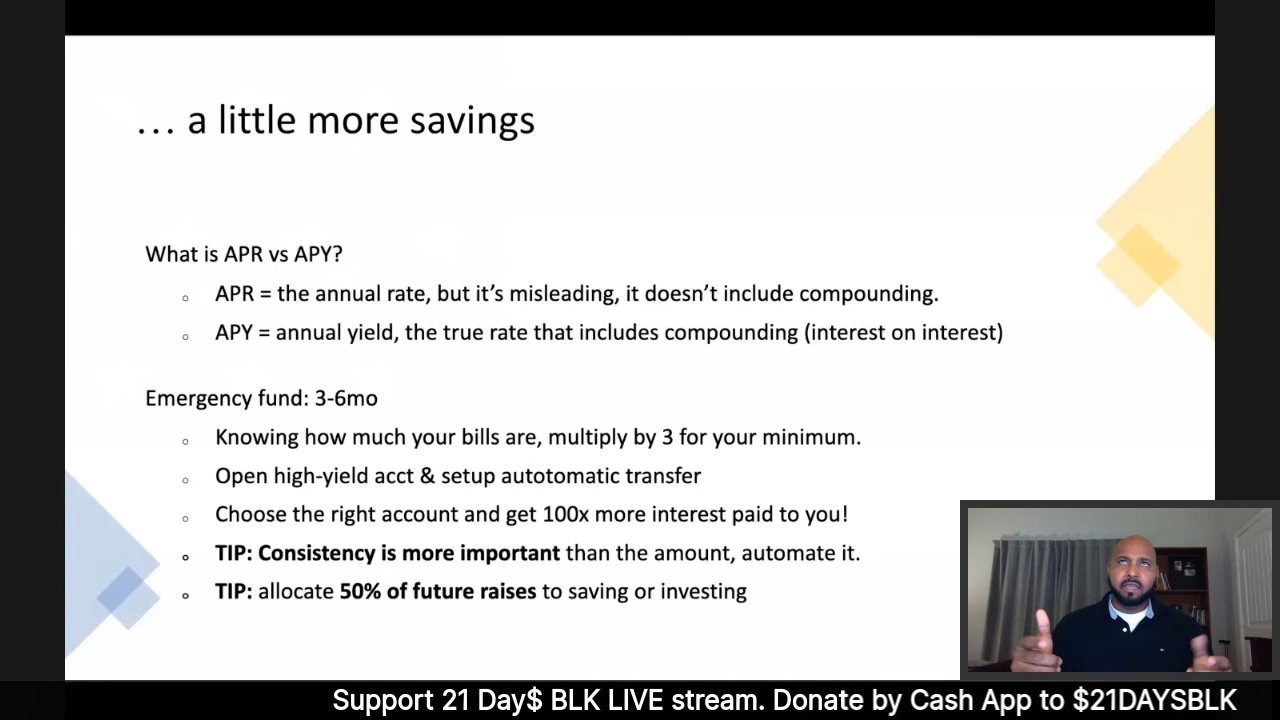 ... a little more savings
What is APR vs APY?
APR = the annual rate, but it's misleading, it doesn't include compounding.
APY = annual yield, the true rate that includes compounding (interest on interest)
Emergency fund: 3-6mo
Knowing how much your bills are, multiply by 3 for your minimum.
Open high-yield acct & setup autotomatic transfer
Choose the right account and get 100x more interest paid to you!
TIP: Consistency is more important than the amount, automate it.
TIP: allocate 50% of future raises to saving or investing
Support 21 Day$ BLK LIVE stream. Donate by Cash App to $21DAYSBLK